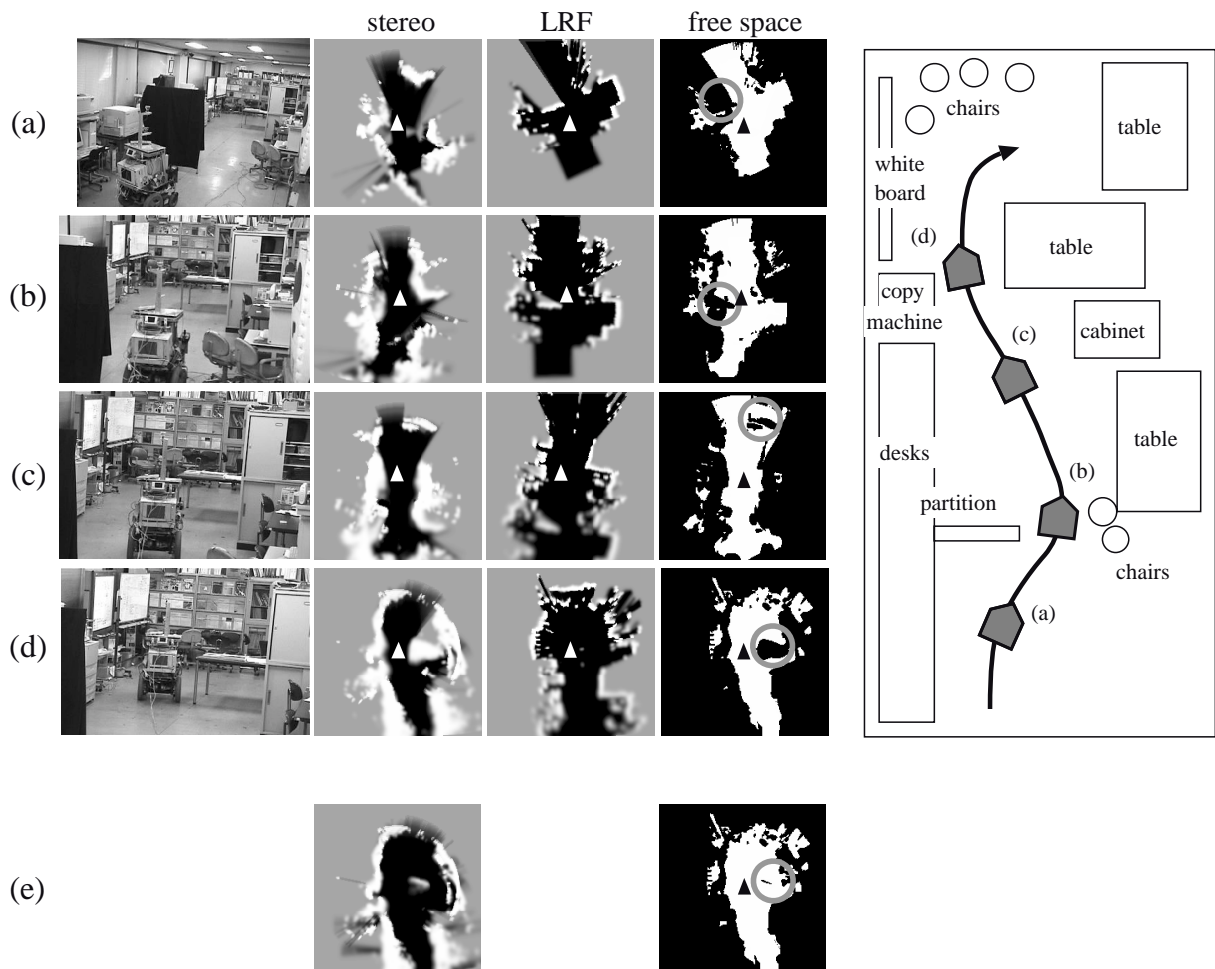 stereo LRF free space
(a)
(b)
(c)
(d)
(e)
chairs
table
white
board
(d)
table
copy
machine
(c)
cabinet
desks
table
(b)
partition
chairs
(a)